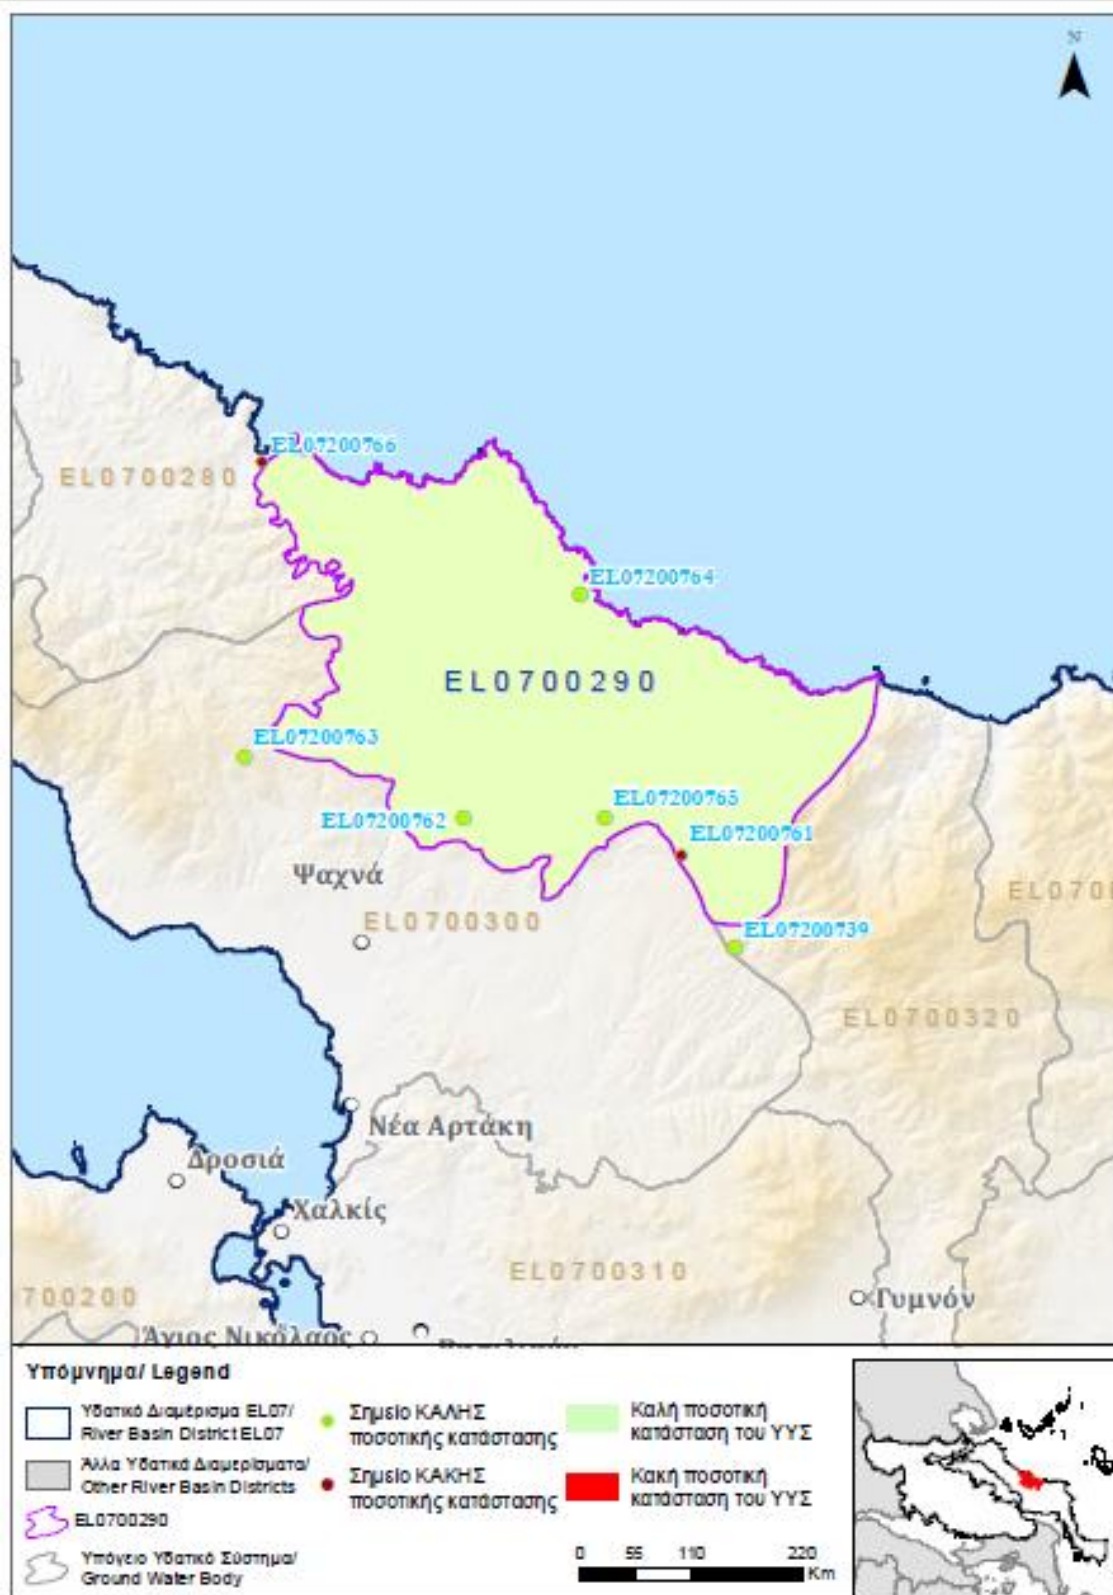 N
EL07200766
EL0700280
EL07200764
EL0700290
EL07200763
EL07200765
EL07200762
EL07200761
Ψαχνά
EL0700
EL0700300
EL07200739
EL0700320
Νέα Αρτάκη
Δροσιά
Χαλκίς
EL0700310
700200
Γυμνόν
Άγιος Νικόλαος
Υπόμνημα/ Legend
Υδατικό Διαμέρισμα EL07/
River Basin District EL07
Άλλα Υδατικά Διαμερίσματα/
Other River Basin Districts
EL0700290
Υπόγειο Υδατικό Σύστημα/
Ground Water Body
Σημείο ΚΑΛΗΣ
ποσοτικής κατάστασης
Σημείο ΚΑΚΗΣ
ποσοτικής κατάστασης
Καλή ποσοτική
κατάσταση του ΥΥΣ
Κακή ποσοτική
κατάσταση του ΥΥΣ
0 55 110 220
Km